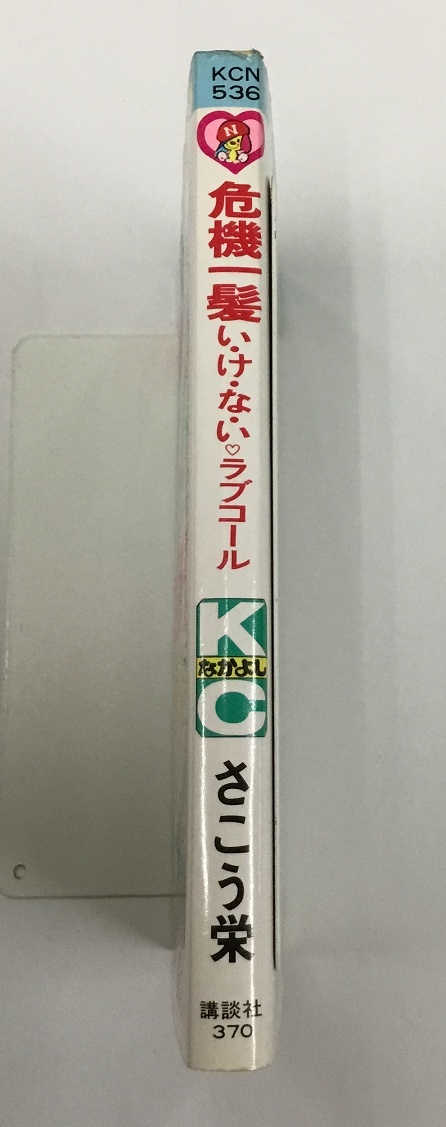 KCN
536
N
危機一髪
い・け・な・い♡ラブコール
K
なかよし
C
さこう栄
講談社
370